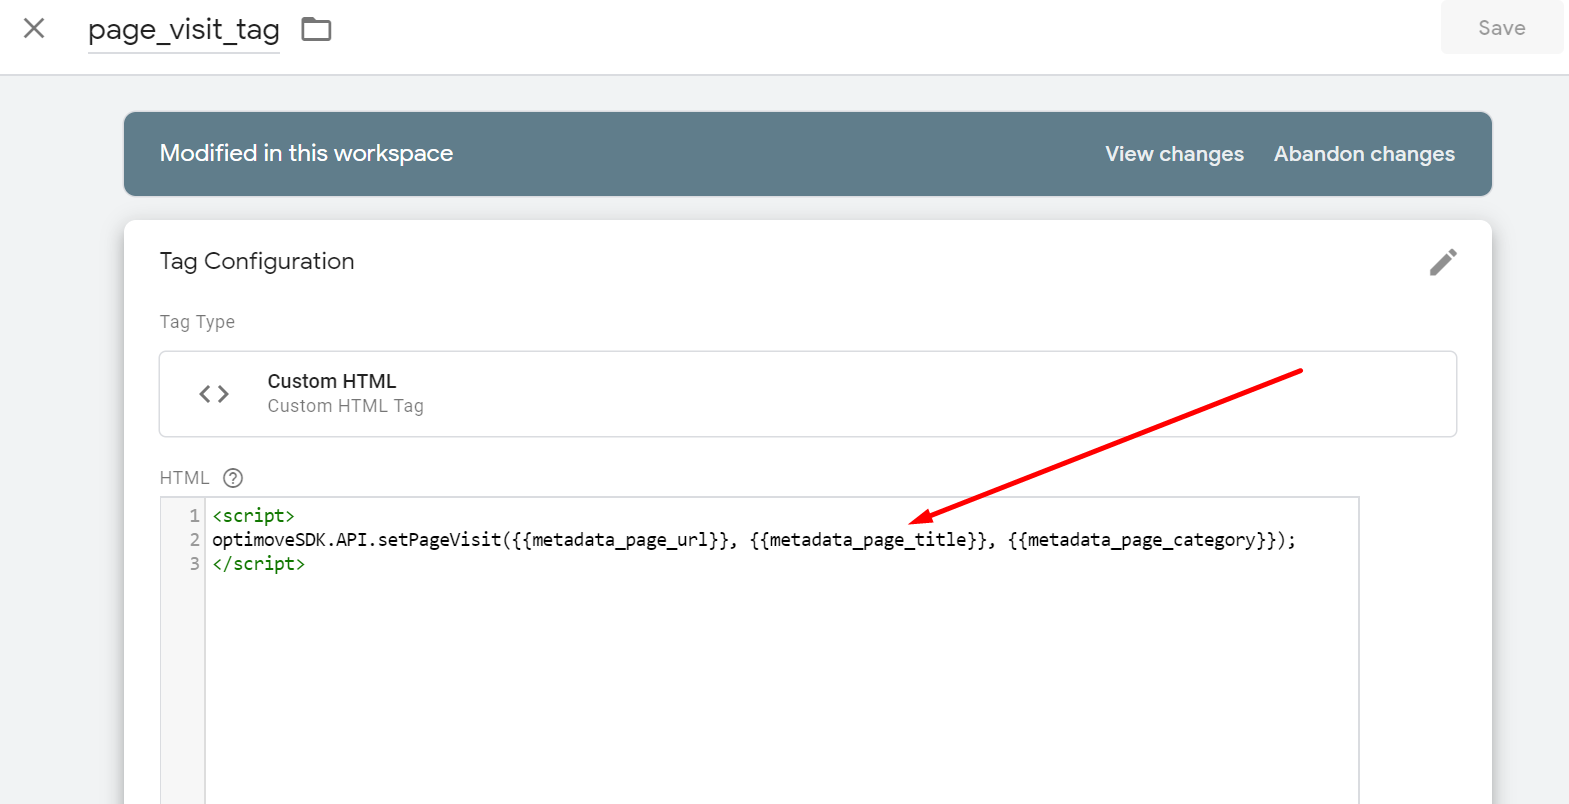 page_visit_tag
Save
Modified in this workspace
View changes
Abandon changes
Tag Configuration
Tag Type
Custom HTML
Custom HTML Tag
HTML ?
1 <script>
2 optimoveSDK.API.setPageVisit({{metadata_page_url}}, {{metadata_page_title}}, {{metadata_page_category}});
3 </script>